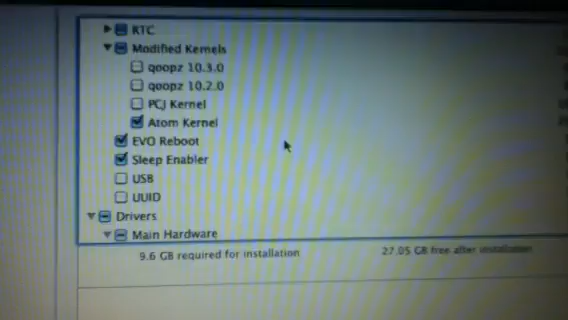 RTC
Modified Kernels
qoopz 10.3.0
qoopz 10.2.0
PCJ Kernel
Atom Kernel
EVO Reboot
Sleep Enabler
USB
UUID
Drivers
Main Hardware
9.6 GB required for installation
27.05 GB free after installation